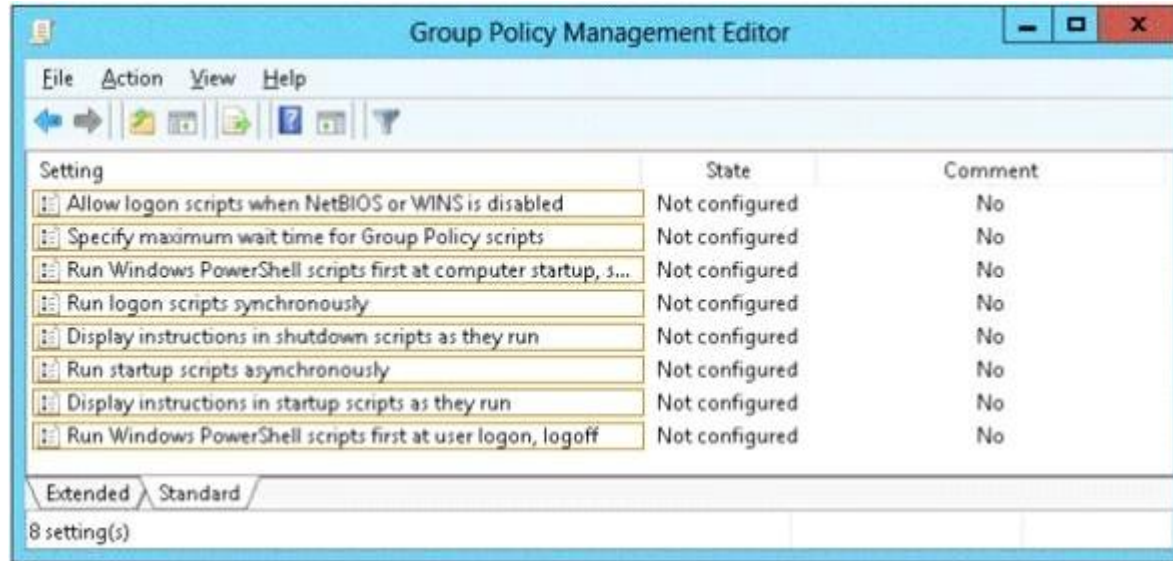 Group Policy Management Editor
File Action View Help
Setting State Comment
Allow logon scripts when NetBIOS or WINS is disabled Not configured No
Specify maximum wait time for Group Policy scripts Not configured No
Run Windows PowerShell scripts first at computer startup, s... Not configured No
Run logon scripts synchronously Not configured No
Display instructions in shutdown scripts as they run Not configured No
Run startup scripts asynchronously Not configured No
Display instructions in startup scripts as they run Not configured No
Run Windows PowerShell scripts first at user logon, logoff Not configured No
Extended Standard
8 setting(s)